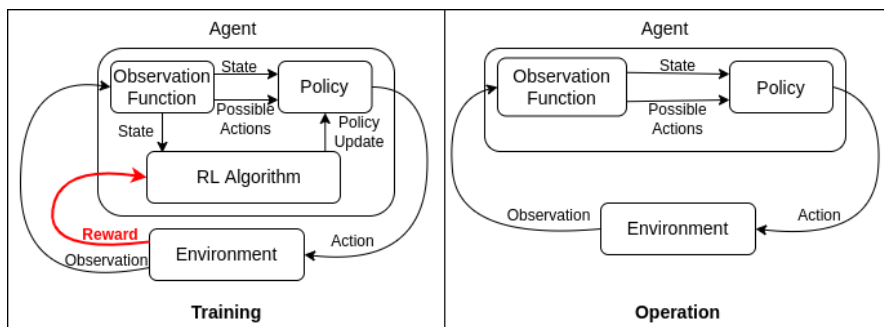 Agent
Observation
Function
State
Possible
Actions
Policy
State
Policy
Update
RL Algorithm
Reward
Observation
Environment
Action
Training
Agent
Observation
Function
State
Possible
Actions
Policy
Observation
Environment
Action
Operation